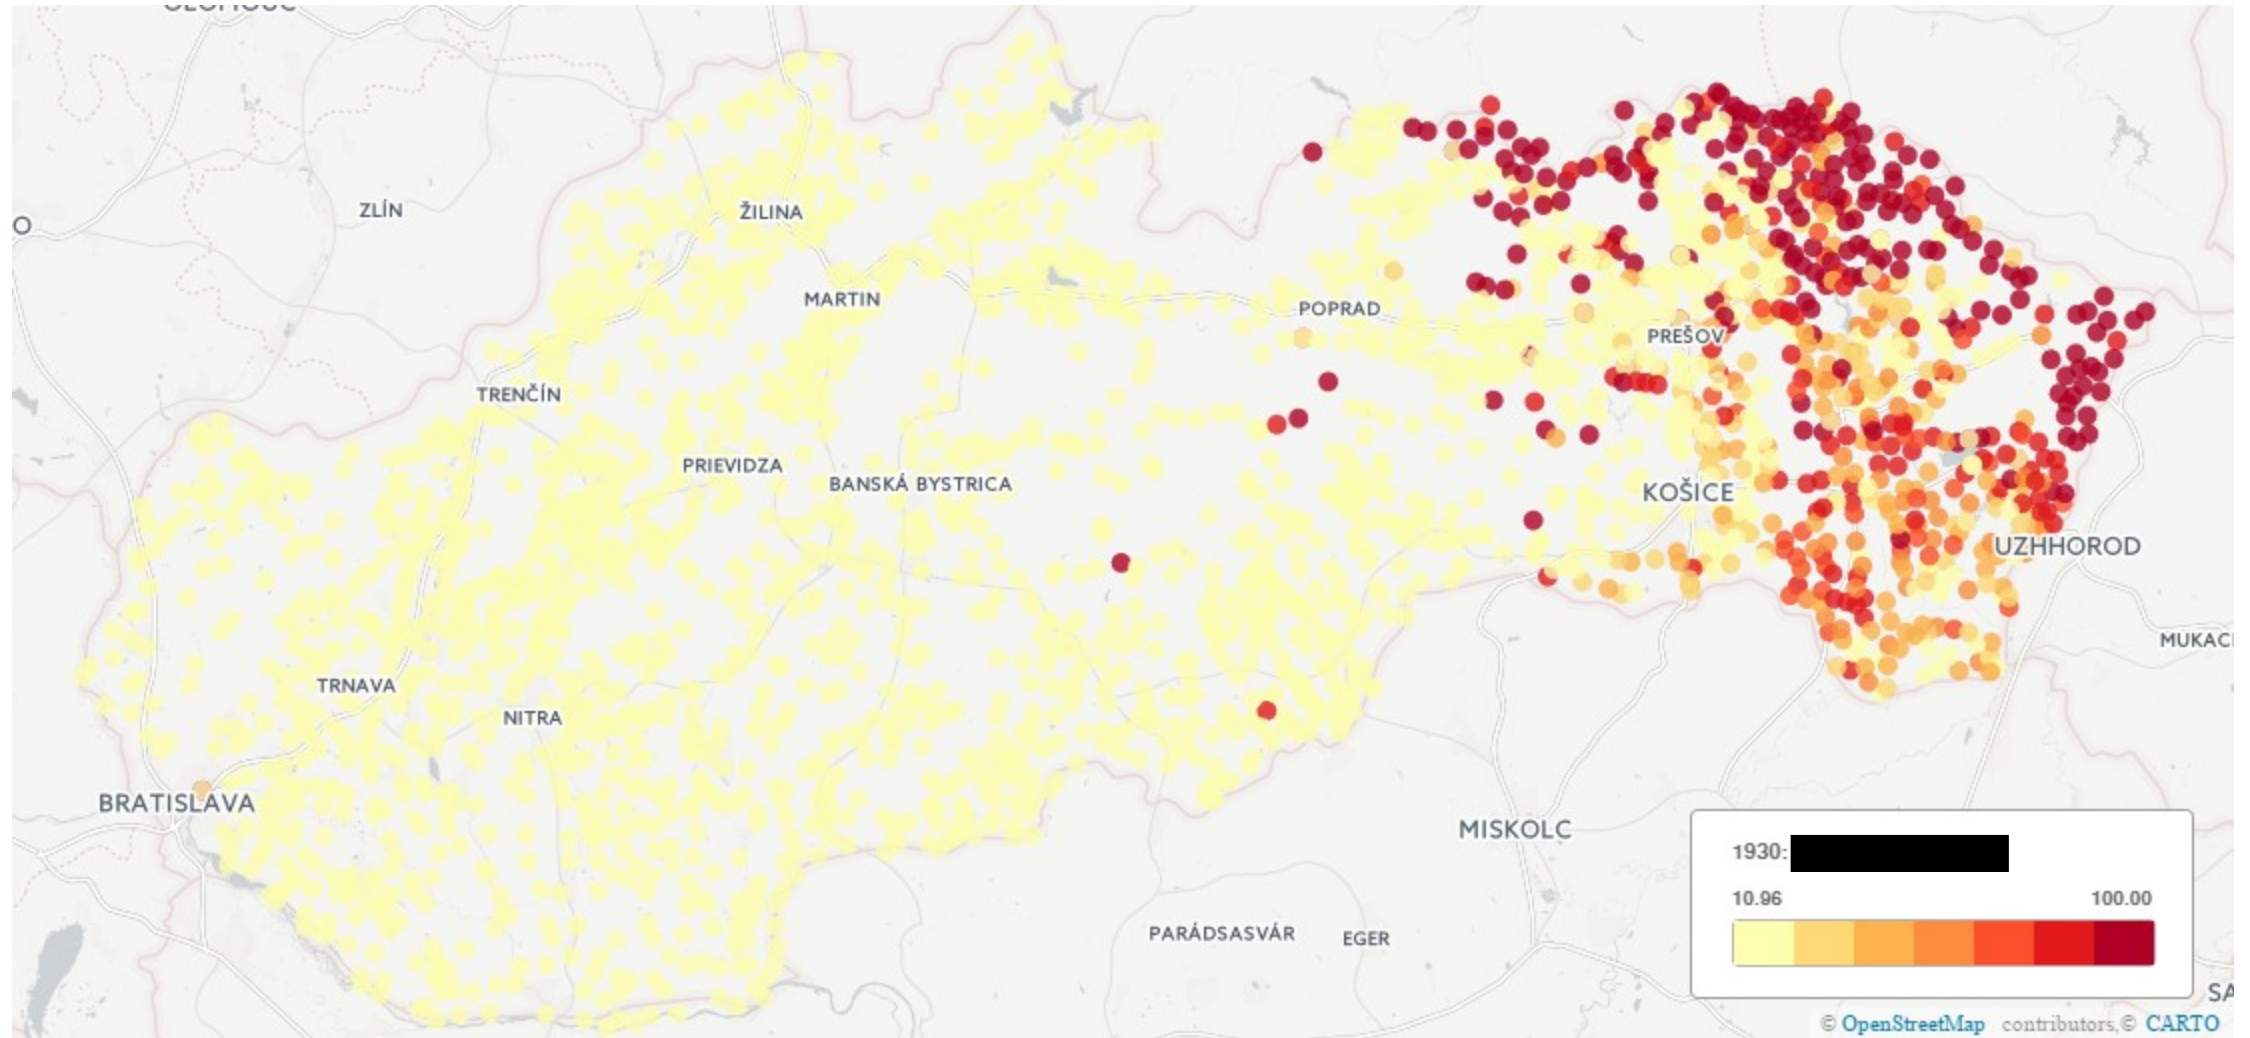 ZLÍN
O
ŽILINA
MARTIN
POPRAD
PREŠOV
TRENČÍN
PRIEVIDZA
BANSKÁ BYSTRICA
KOŠICE
UZHHOROD
MUKAC
TRNAVA
NITRA
BRATISLAVA
MISKOLC
1930:
10.96 100.00
PARÁDSASVÁR
EGER
SA
© OpenStreetMap contributors,© CARTO